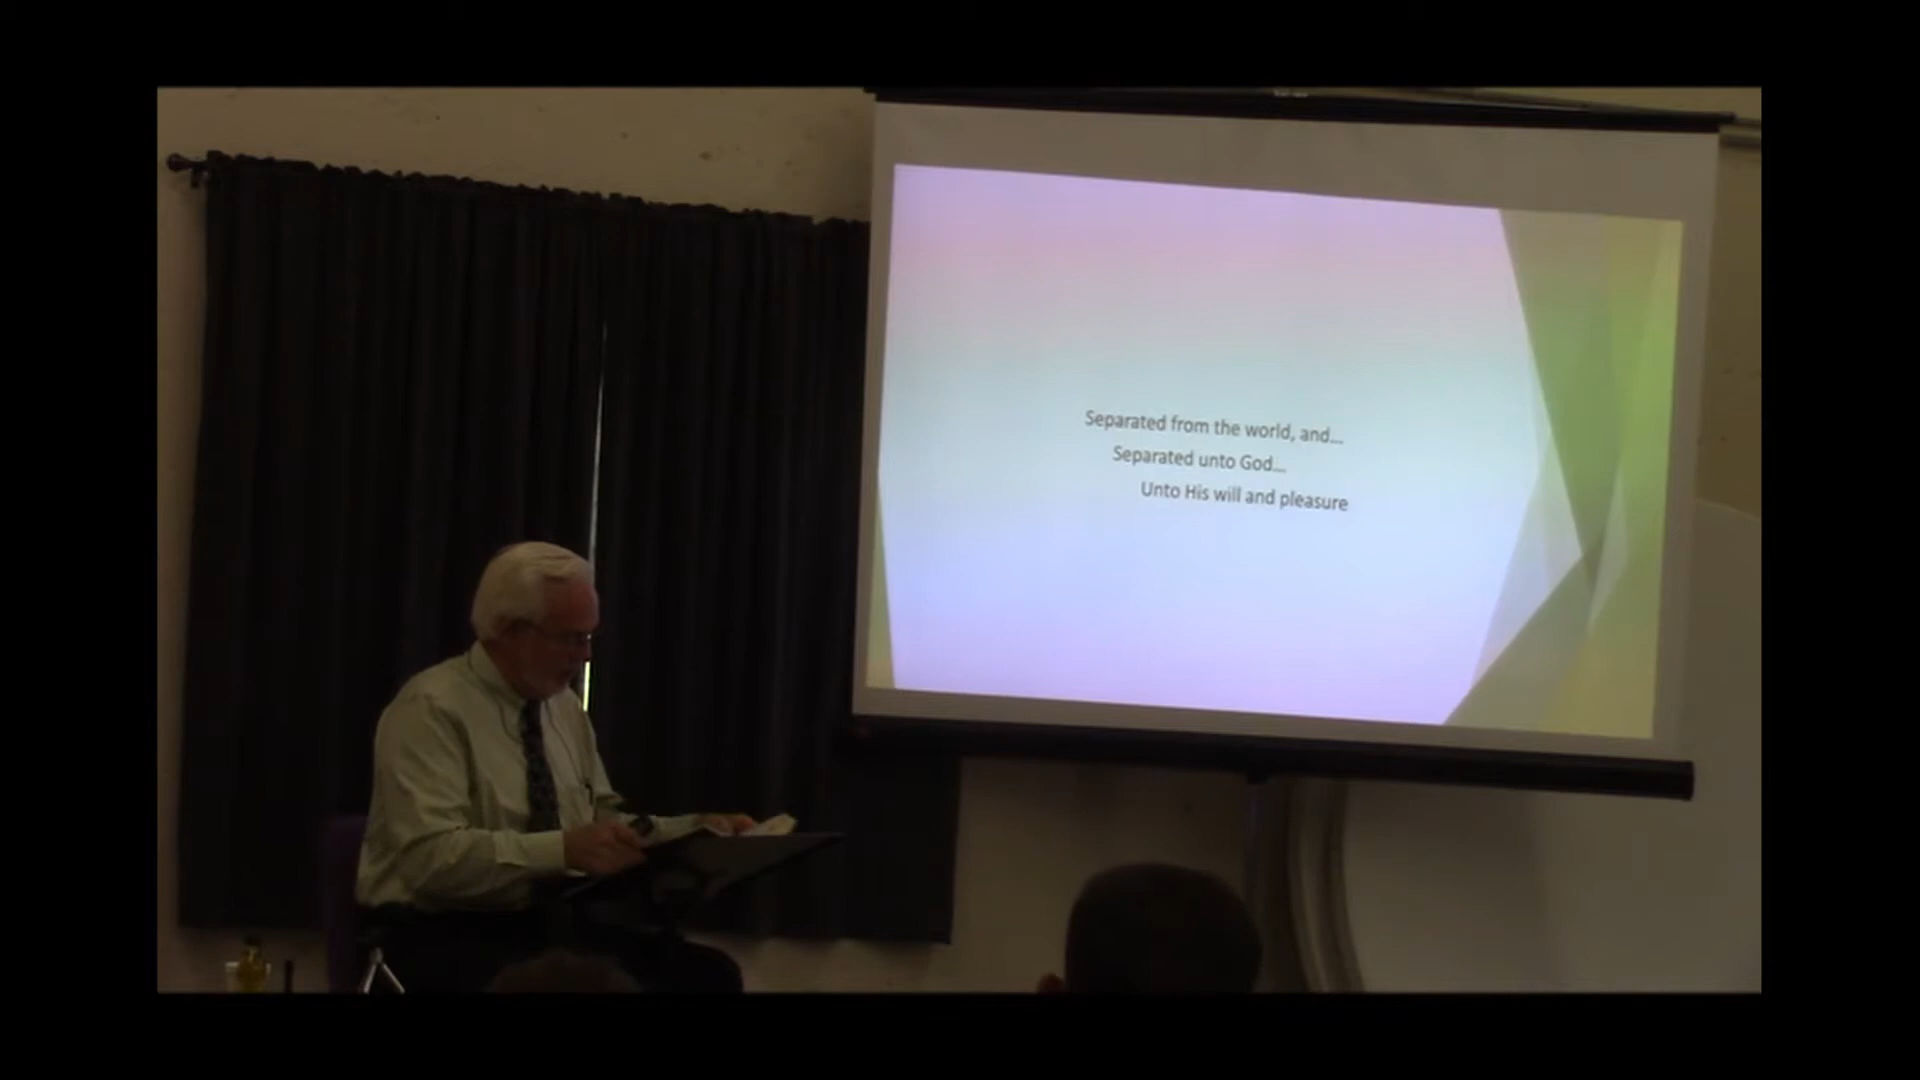 Separated from the world, and...
Separated unto God...
Unto His will and pleasure